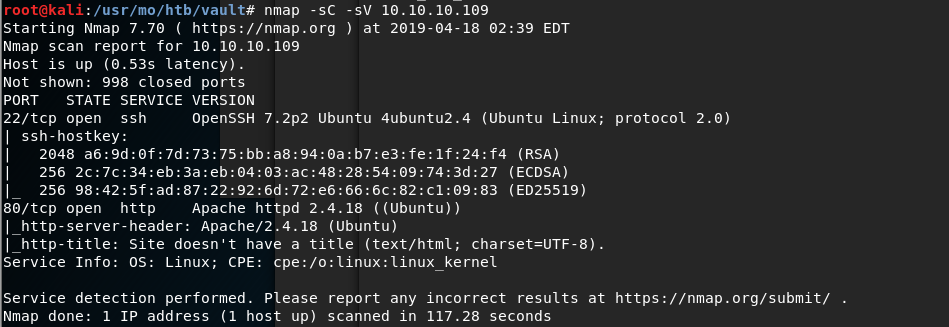 root@kali:/usr/mo/htb/vault# nmap -sC -sV 10.10.10.109
Starting Nmap 7.70 ( https://nmap.org ) at 2019-04-18 02:39 EDT
Nmap scan report for 10.10.10.109
Host is up (0.53s latency).
Not shown: 998 closed ports
PORT   STATE SERVICE VERSION
22/tcp open  ssh     OpenSSH 7.2p2 Ubuntu 4ubuntu2.4 (Ubuntu Linux; protocol 2.0)
| ssh-hostkey:
|   2048 a6:9d:0f:7d:73:75:bb:a8:94:0a:b7:e3:fe:1f:24:f4 (RSA)
|   256 2c:7c:34:eb:3a:eb:04:03:ac:48:28:54:09:74:3d:27 (ECDSA)
|_  256 98:42:5f:ad:87:22:92:6d:72:e6:66:6c:82:c1:09:83 (ED25519)
80/tcp open  http    Apache httpd 2.4.18 ((Ubuntu))
|_http-server-header: Apache/2.4.18 (Ubuntu)
|_http-title: Site doesn't have a title (text/html; charset=UTF-8).
Service Info: OS: Linux; CPE: cpe:/o:linux:linux_kernel

Service detection performed. Please report any incorrect results at https://nmap.org/submit/ .
Nmap done: 1 IP address (1 host up) scanned in 117.28 seconds